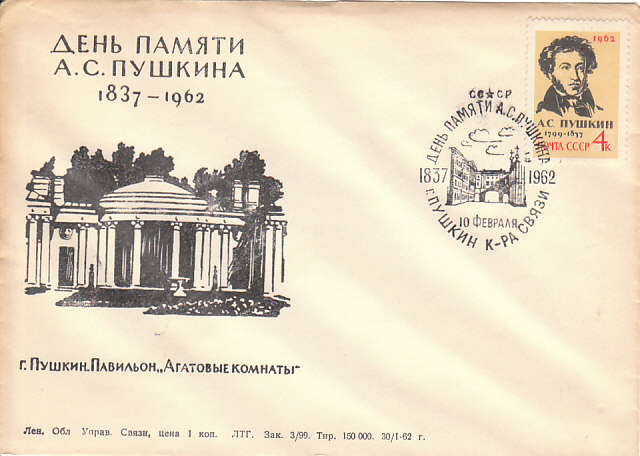 ДЕНЬ ПАМЯТИ
А.С. ПУШКИНА
1837-1962
1962
А.С. ПУШКИН
1799-1837
ПОЧТА СССР 4к
СССР
ДЕНЬ ПАМЯТИ А.С. ПУШКИНА
1837 1962
10 ФЕВРАЛЯ
г. ПУШКИН К-РА СВЯЗИ
г. Пушкин. Павильон „Агатовые комнаты"
Лен. Обл Управ. Связи, цена 1 коп. ЛТГ. Зак. 3/99. Тир. 150 000. 30/1-62 г.